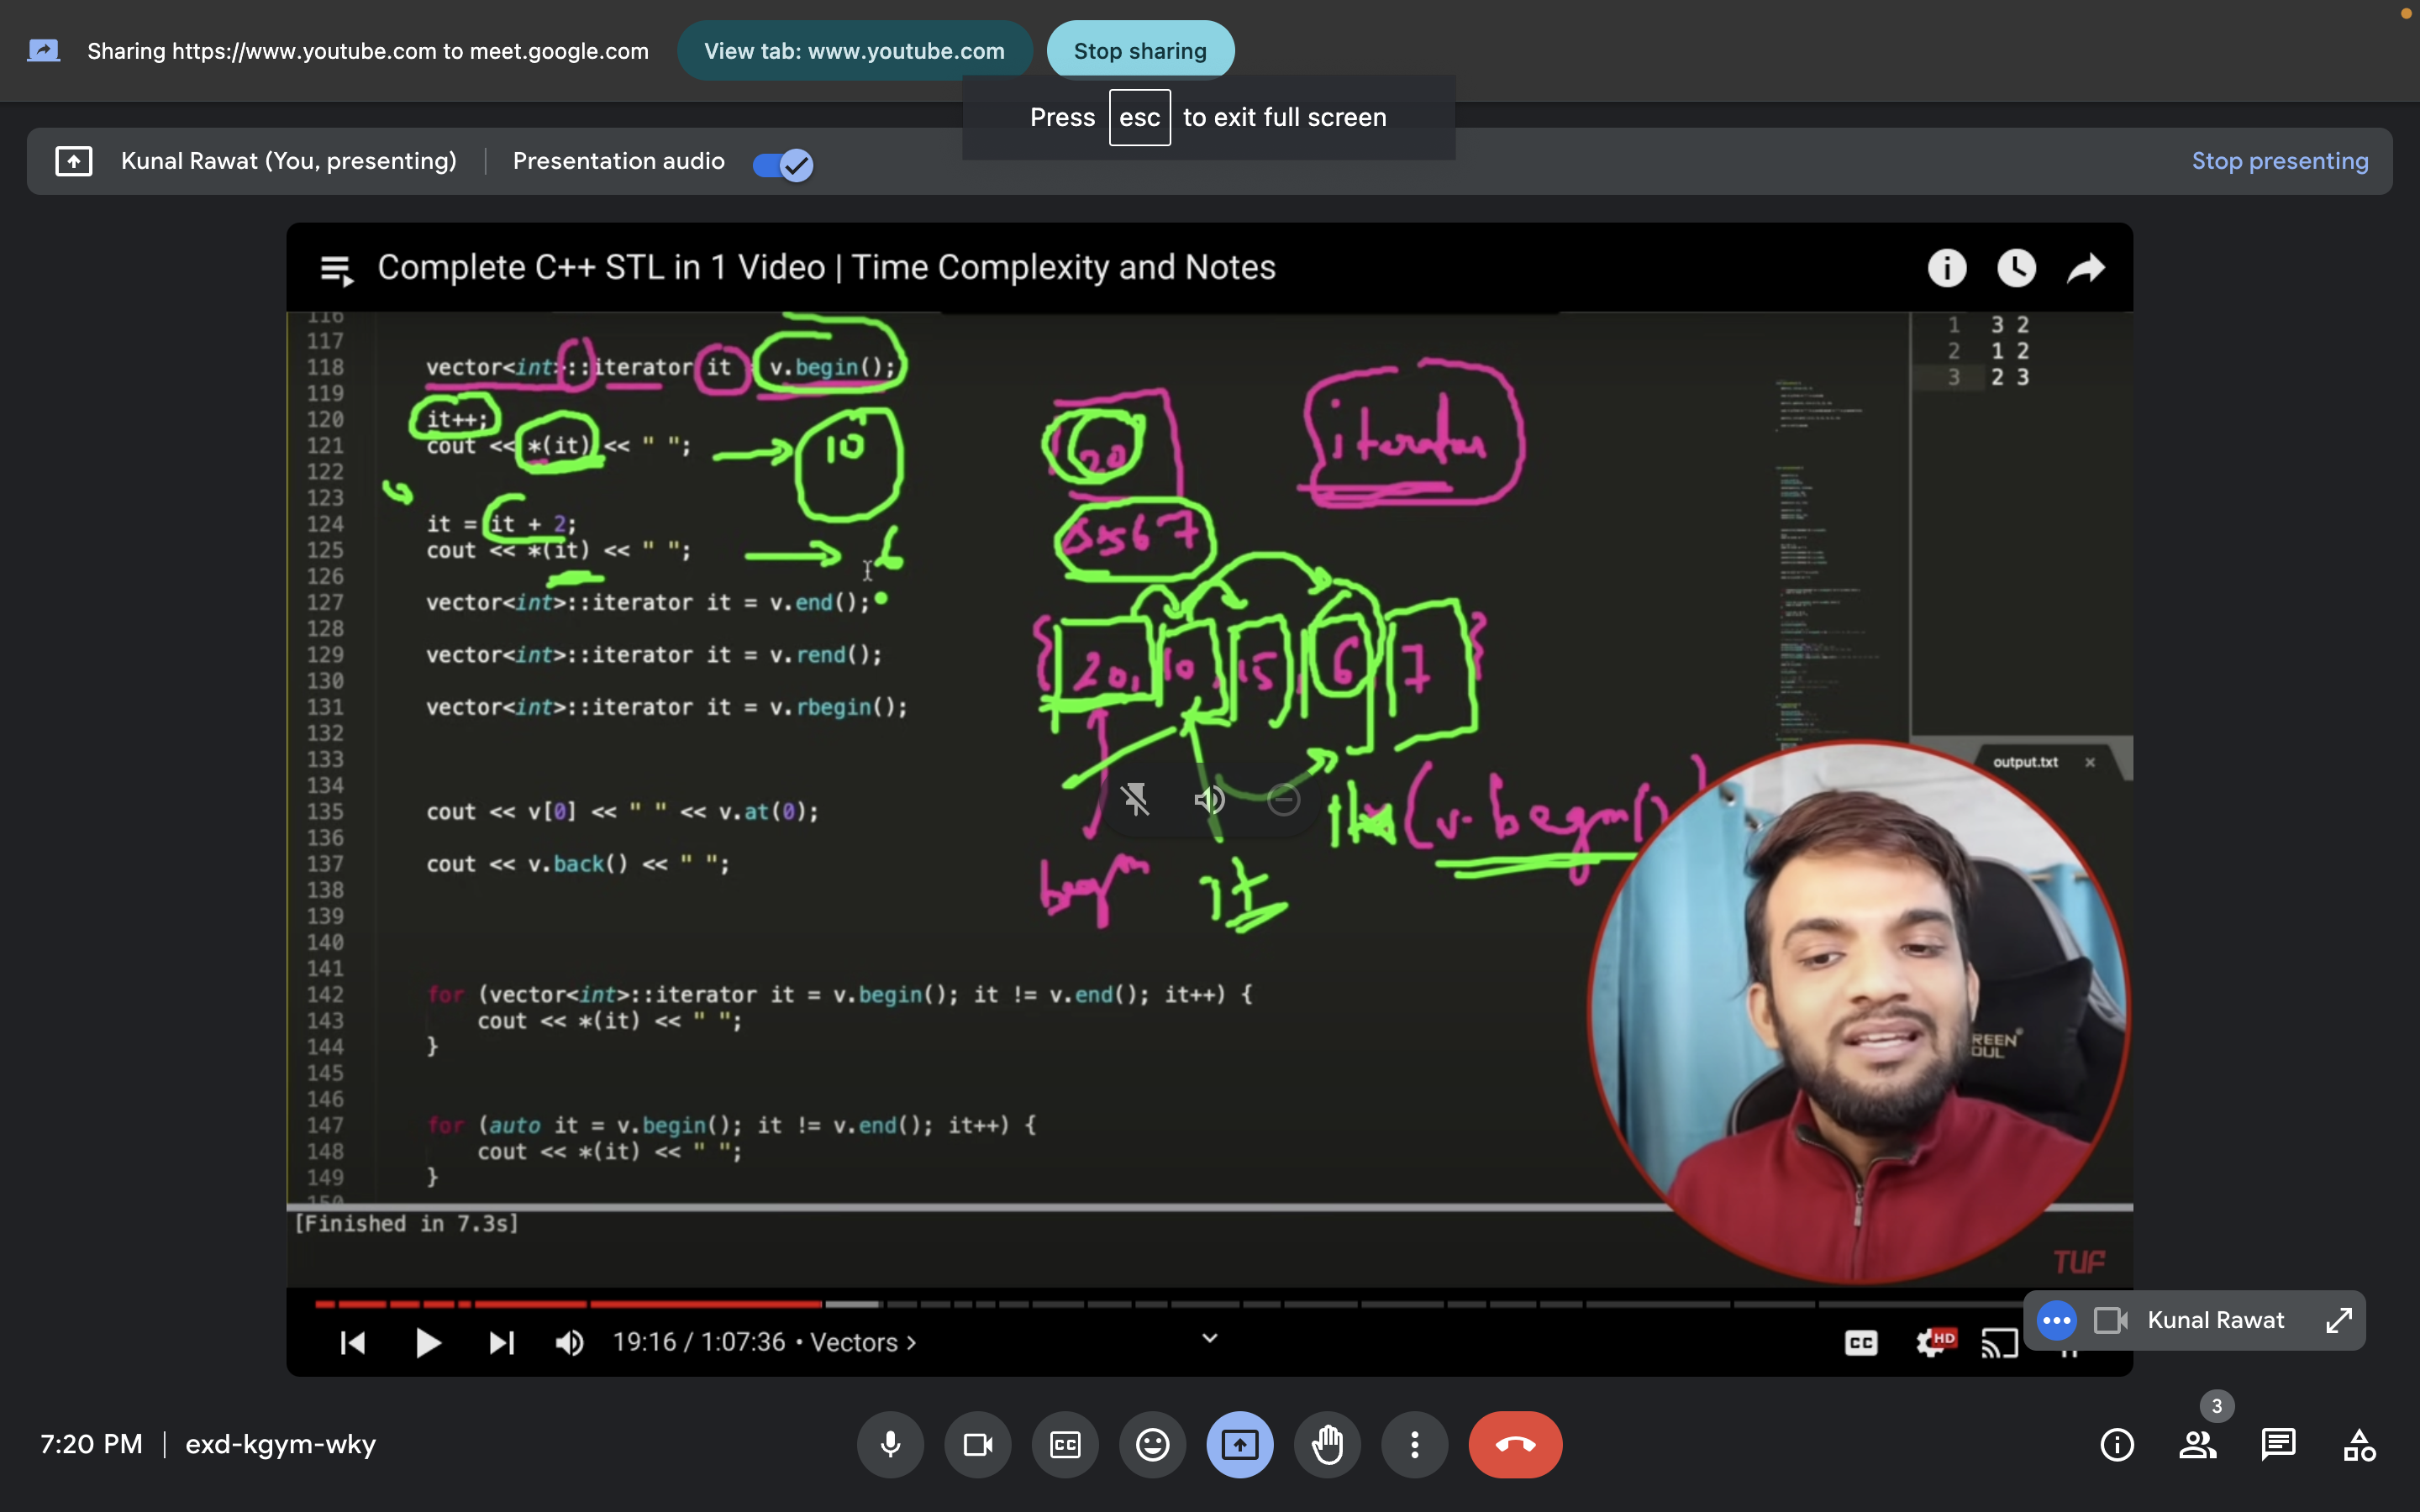 Sharing https://www.youtube.com to meet.google.com
View tab: www.youtube.com
Stop sharing
Press esc to exit full screen
Kunal Rawat (You, presenting)
Presentation audio
Stop presenting
Complete C++ STL in 1 Video | Time Complexity and Notes
116
117
118 vector<int>::iterator it v.begin();
119
120 it++;
121 cout << *(it) << " ";
122
123
124 it = it + 2;
125 cout << *(it) << " ";
126
127 vector<int>::iterator it = v.end();
128
129 vector<int>::iterator it = v.rend();
130
131 vector<int>::iterator it = v.rbegin();
132
133
134
135 cout << v[0] << " " << v.at(0);
136
137 cout << v.back() << " ";
138
139
140
141
142 for (vector<int>::iterator it = v.begin(); it != v.end(); it++) {
143 cout << *(it) << " ";
144 }
145
146
147 for (auto it = v.begin(); it != v.end(); it++) {
148 cout << *(it) << " ";
149 }
150
10
20
iterator
6
{20, 10, 15, 6, 7}
(v.begin()
begin
it
1 3 2
2 1 2
3 2 3
output.txt
[Finished in 7.3s]
TUF
19:16 / 1:07:36 • Vectors >
CC
HD
Kunal Rawat
3
7:20 PM | exd-kgym-wky
CC